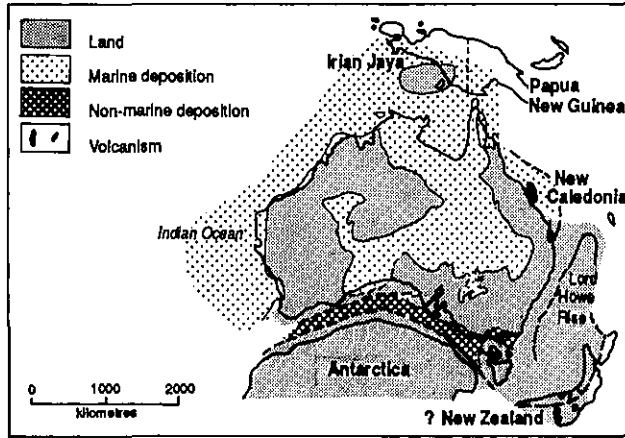 Land
Marine deposition
Non-marine deposition
Volcanism
Irian Jaya
Papua
New Guinea
New
Caledonia
Indian Ocean
Lord
Howe
Rise
Antarctica
? New Zealand
0 1000 2000
kilometres